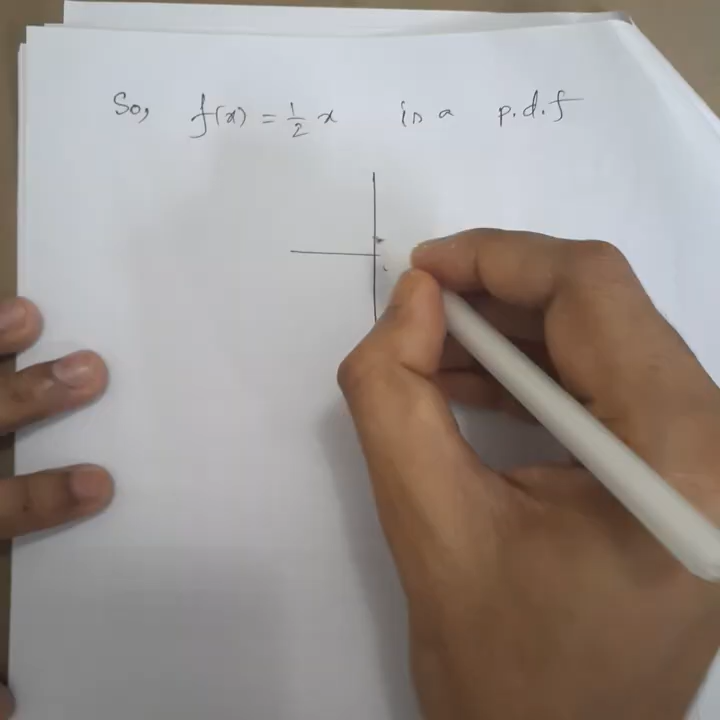 So, f(x) = 1/2 x is a p.d.f